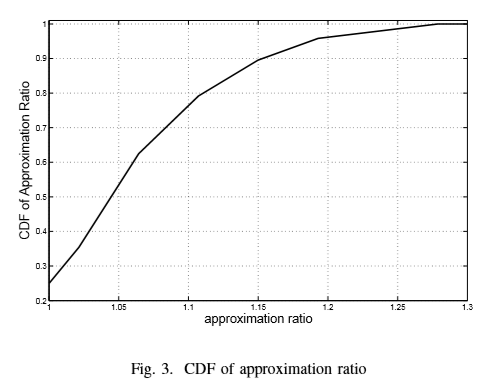 1
0.9
0.8
0.7
0.6
0.5
0.4
0.3
0.2
CDF of Approximation Ratio
1 1.05 1.1 1.15 1.2 1.25 1.3
approximation ratio
Fig. 3. CDF of approximation ratio